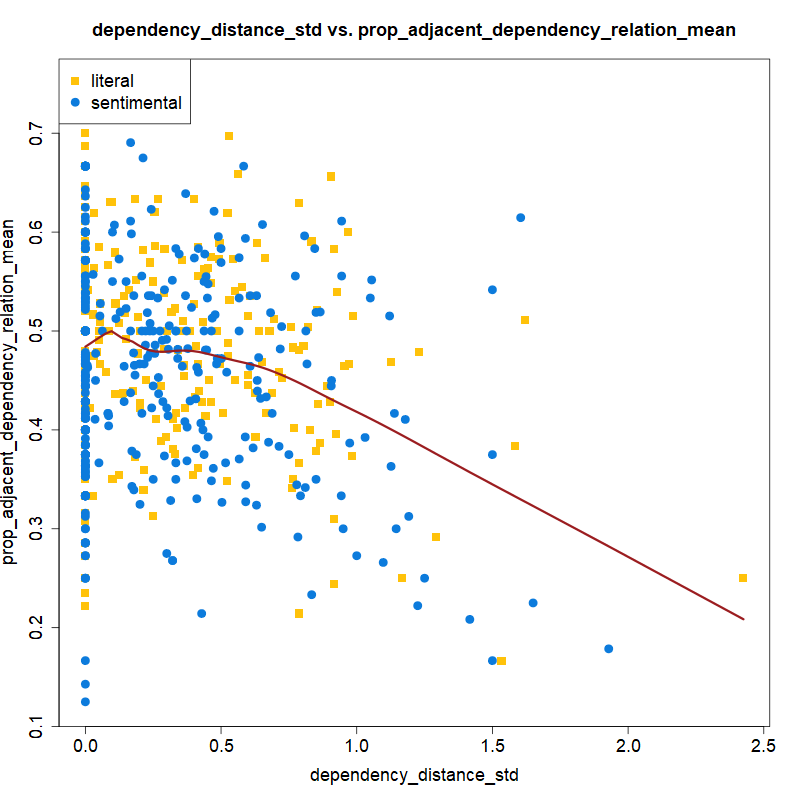 dependency_distance_std vs. prop_adjacent_dependency_relation_mean
literal
sentimental
prop_adjacent_dependency_relation_mean
0.7
0.6
0.5
0.4
0.3
0.2
0.1
0.0 0.5 1.0 1.5 2.0 2.5
dependency_distance_std